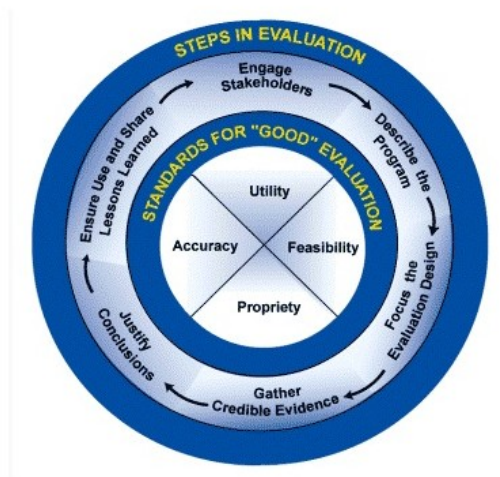 STEPS IN EVALUATION
Engage
Stakeholders
Describe the
Program
Focus the
Evaluation Design
Gather
Credible Evidence
Justify
Conclusions
Ensure Use and Share
Lessons Learned
STANDARDS FOR "GOOD" EVALUATION
Utility
Accuracy
Feasibility
Propriety